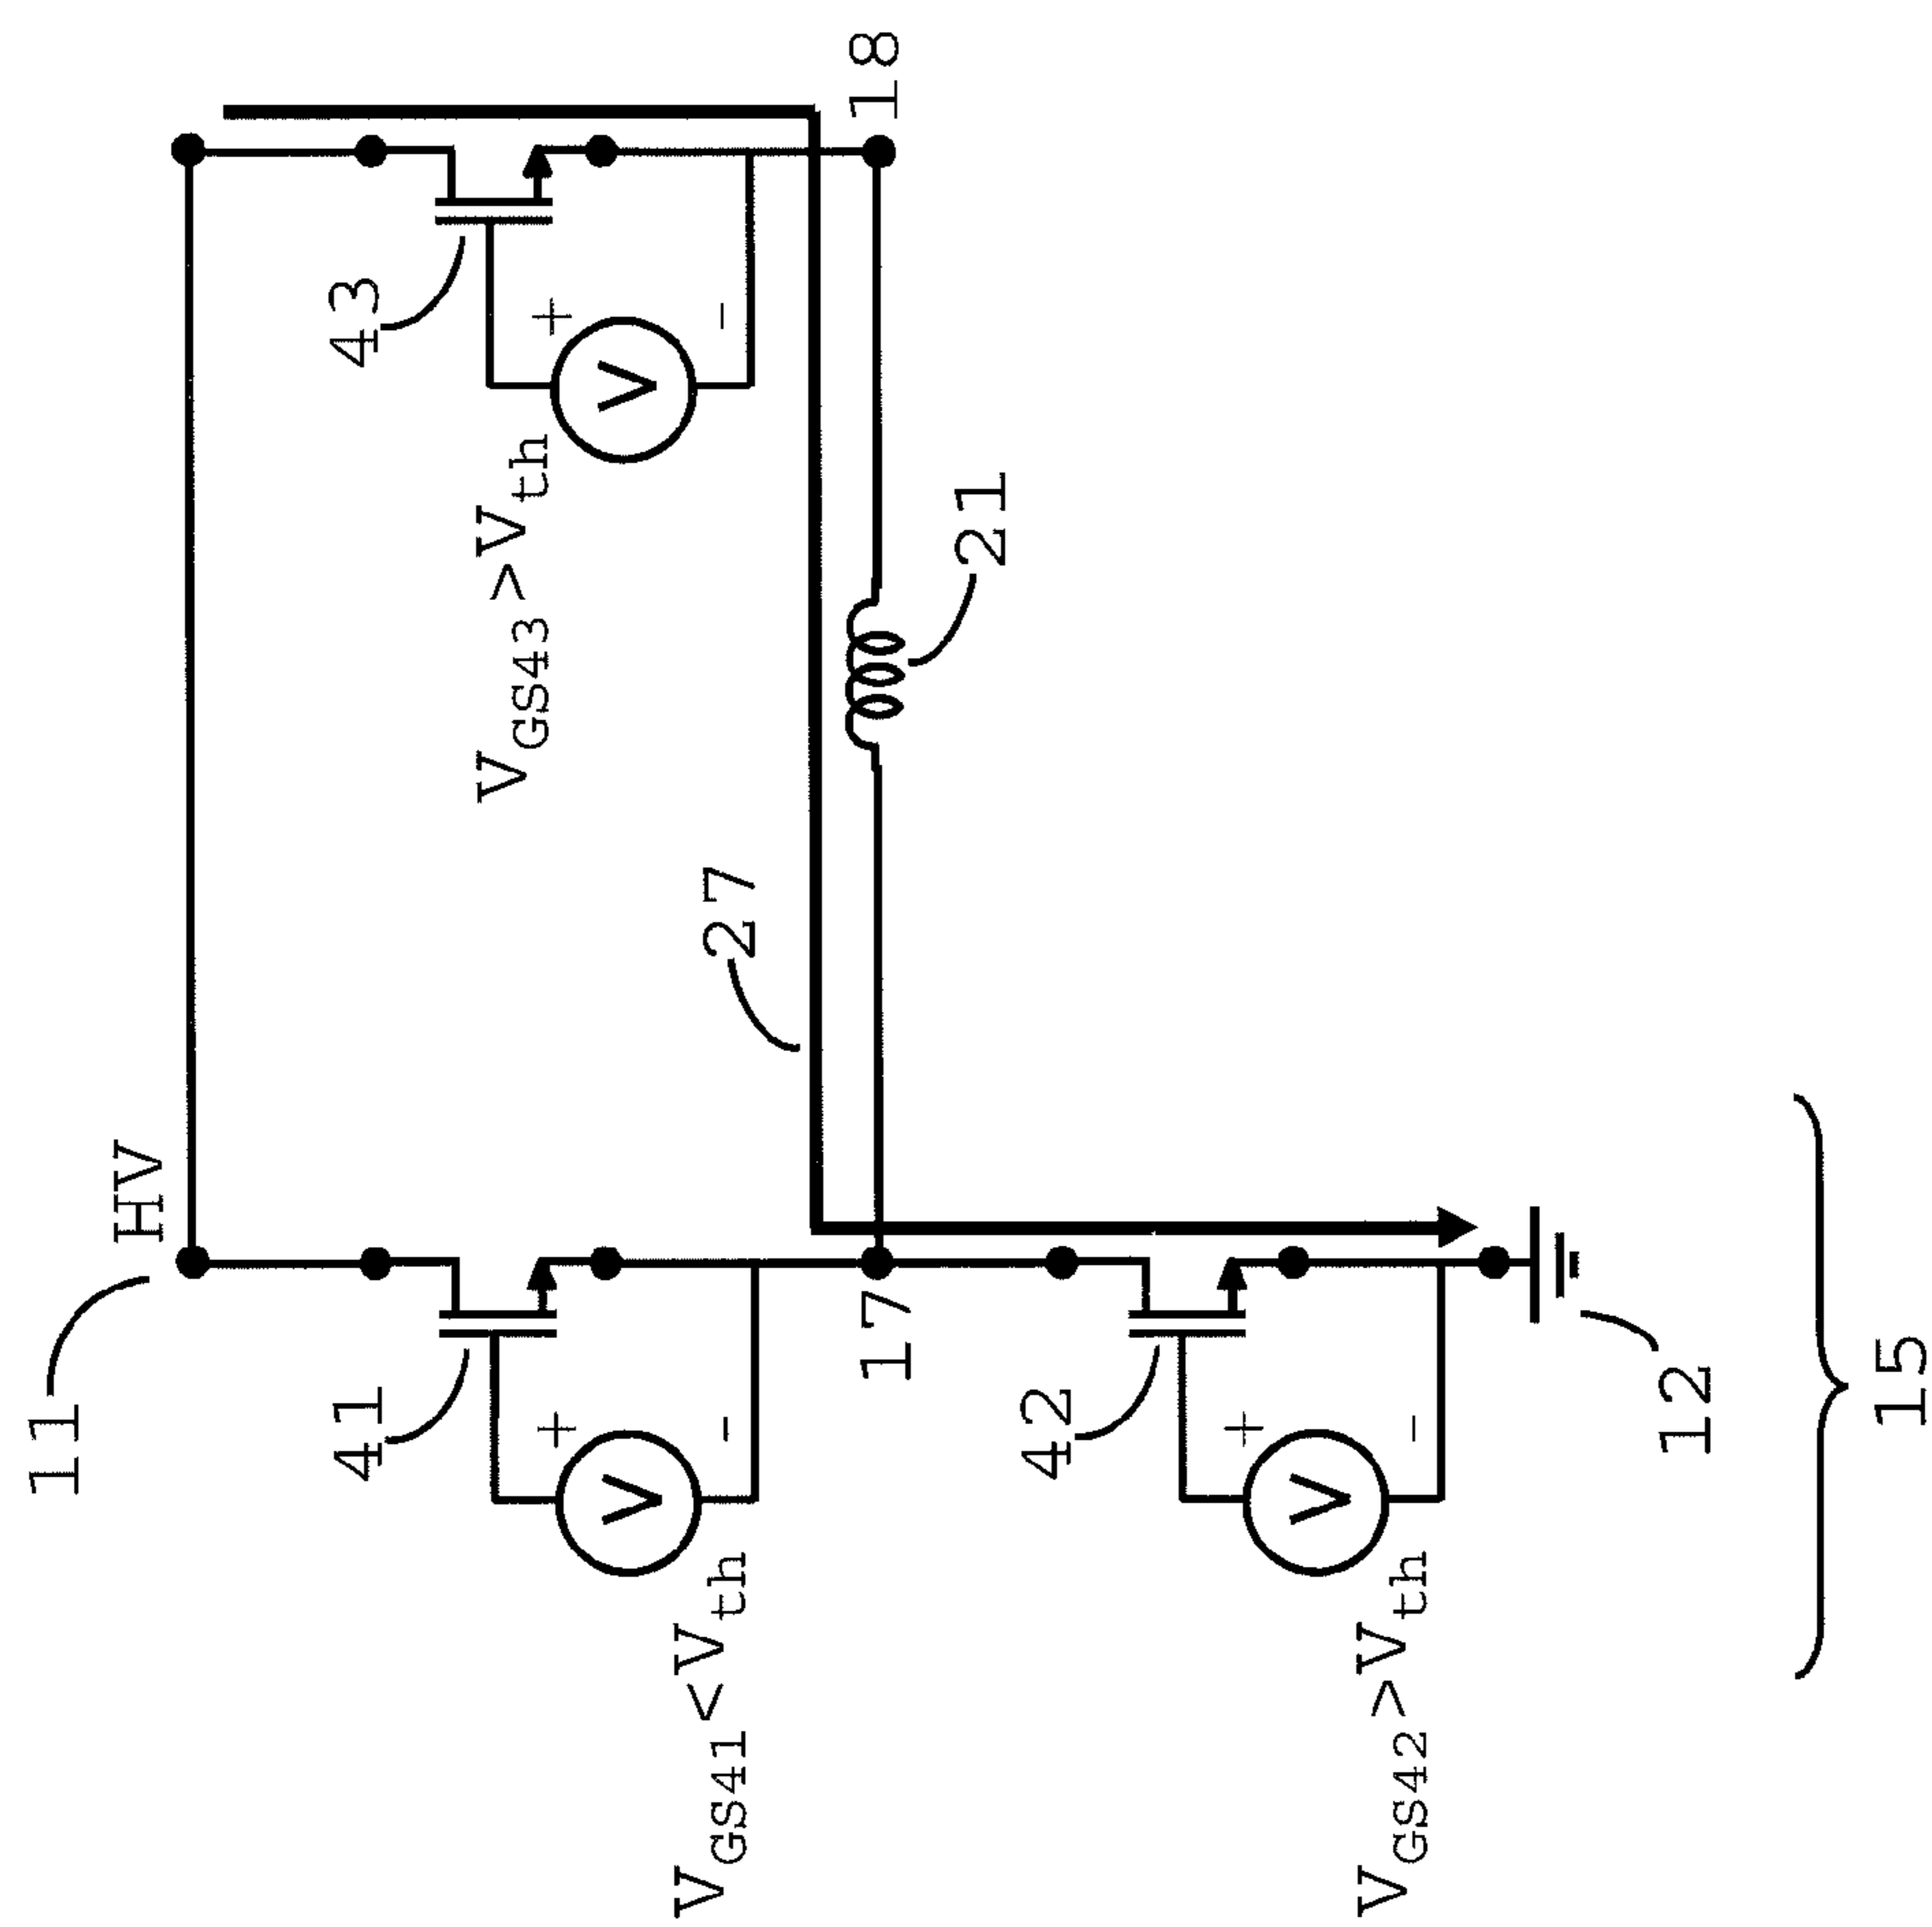 11
HV
41
+
V
-
V_GS41<V_th
43
+
V
-
V_GS43>V_th
18
27
21
17
42
+
V
-
V_GS42>V_th
12
15